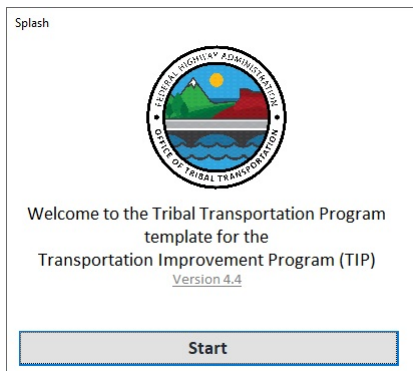 Splash
FEDERAL HIGHWAY ADMINISTRATION
OFFICE OF TRIBAL TRANSPORTATION
Welcome to the Tribal Transportation Program
template for the
Transportation Improvement Program (TIP)
Version 4.4
Start